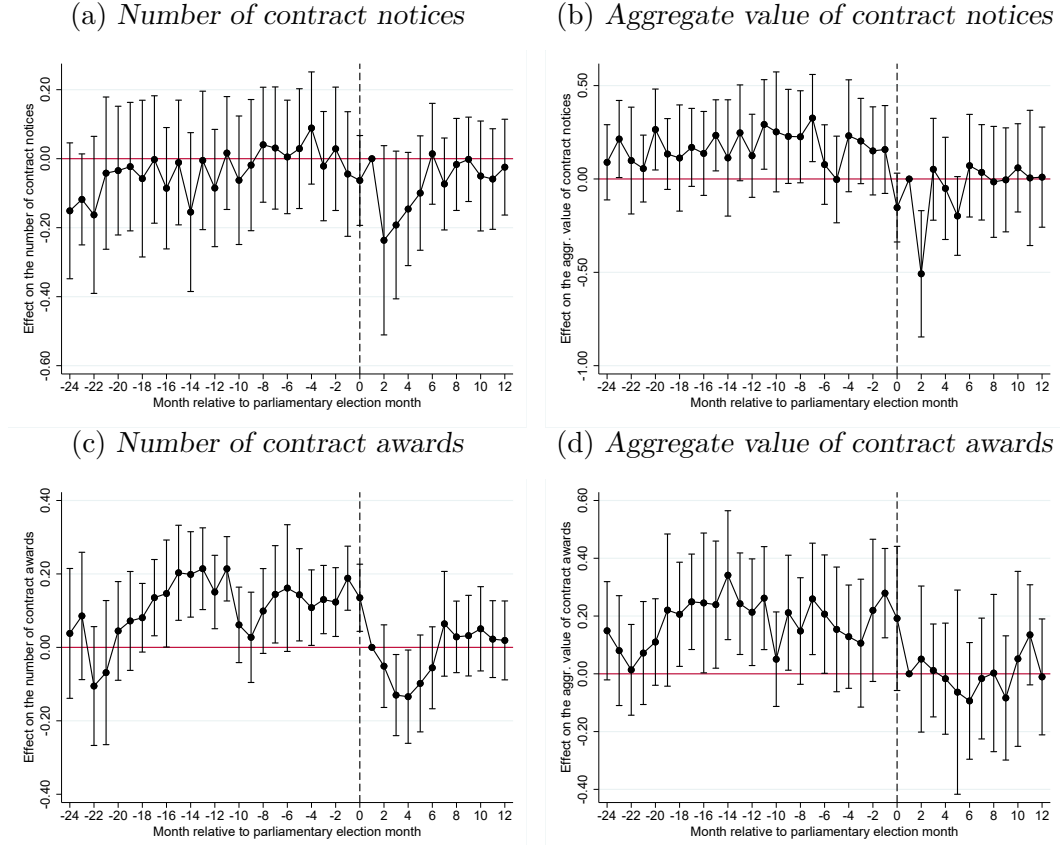 (a) Number of contract notices
Effect on the number of contract notices
0.20
0.00
-0.20
-0.40
-0.60
-24 -22 -20 -18 -16 -14 -12 -10 -8 -6 -4 -2 0 2 4 6 8 10 12
Month relative to parliamentary election month
(b) Aggregate value of contract notices
Effect on the aggr. value of contract notices
0.50
0.00
-0.50
-1.00
-24 -22 -20 -18 -16 -14 -12 -10 -8 -6 -4 -2 0 2 4 6 8 10 12
Month relative to parliamentary election month
(c) Number of contract awards
Effect on the number of contract awards
0.40
0.20
0.00
-0.20
-0.40
-24 -22 -20 -18 -16 -14 -12 -10 -8 -6 -4 -2 0 2 4 6 8 10 12
Month relative to parliamentary election month
(d) Aggregate value of contract awards
Effect on the aggr. value of contract awards
0.60
0.40
0.20
0.00
-0.20
-0.40
-24 -22 -20 -18 -16 -14 -12 -10 -8 -6 -4 -2 0 2 4 6 8 10 12
Month relative to parliamentary election month